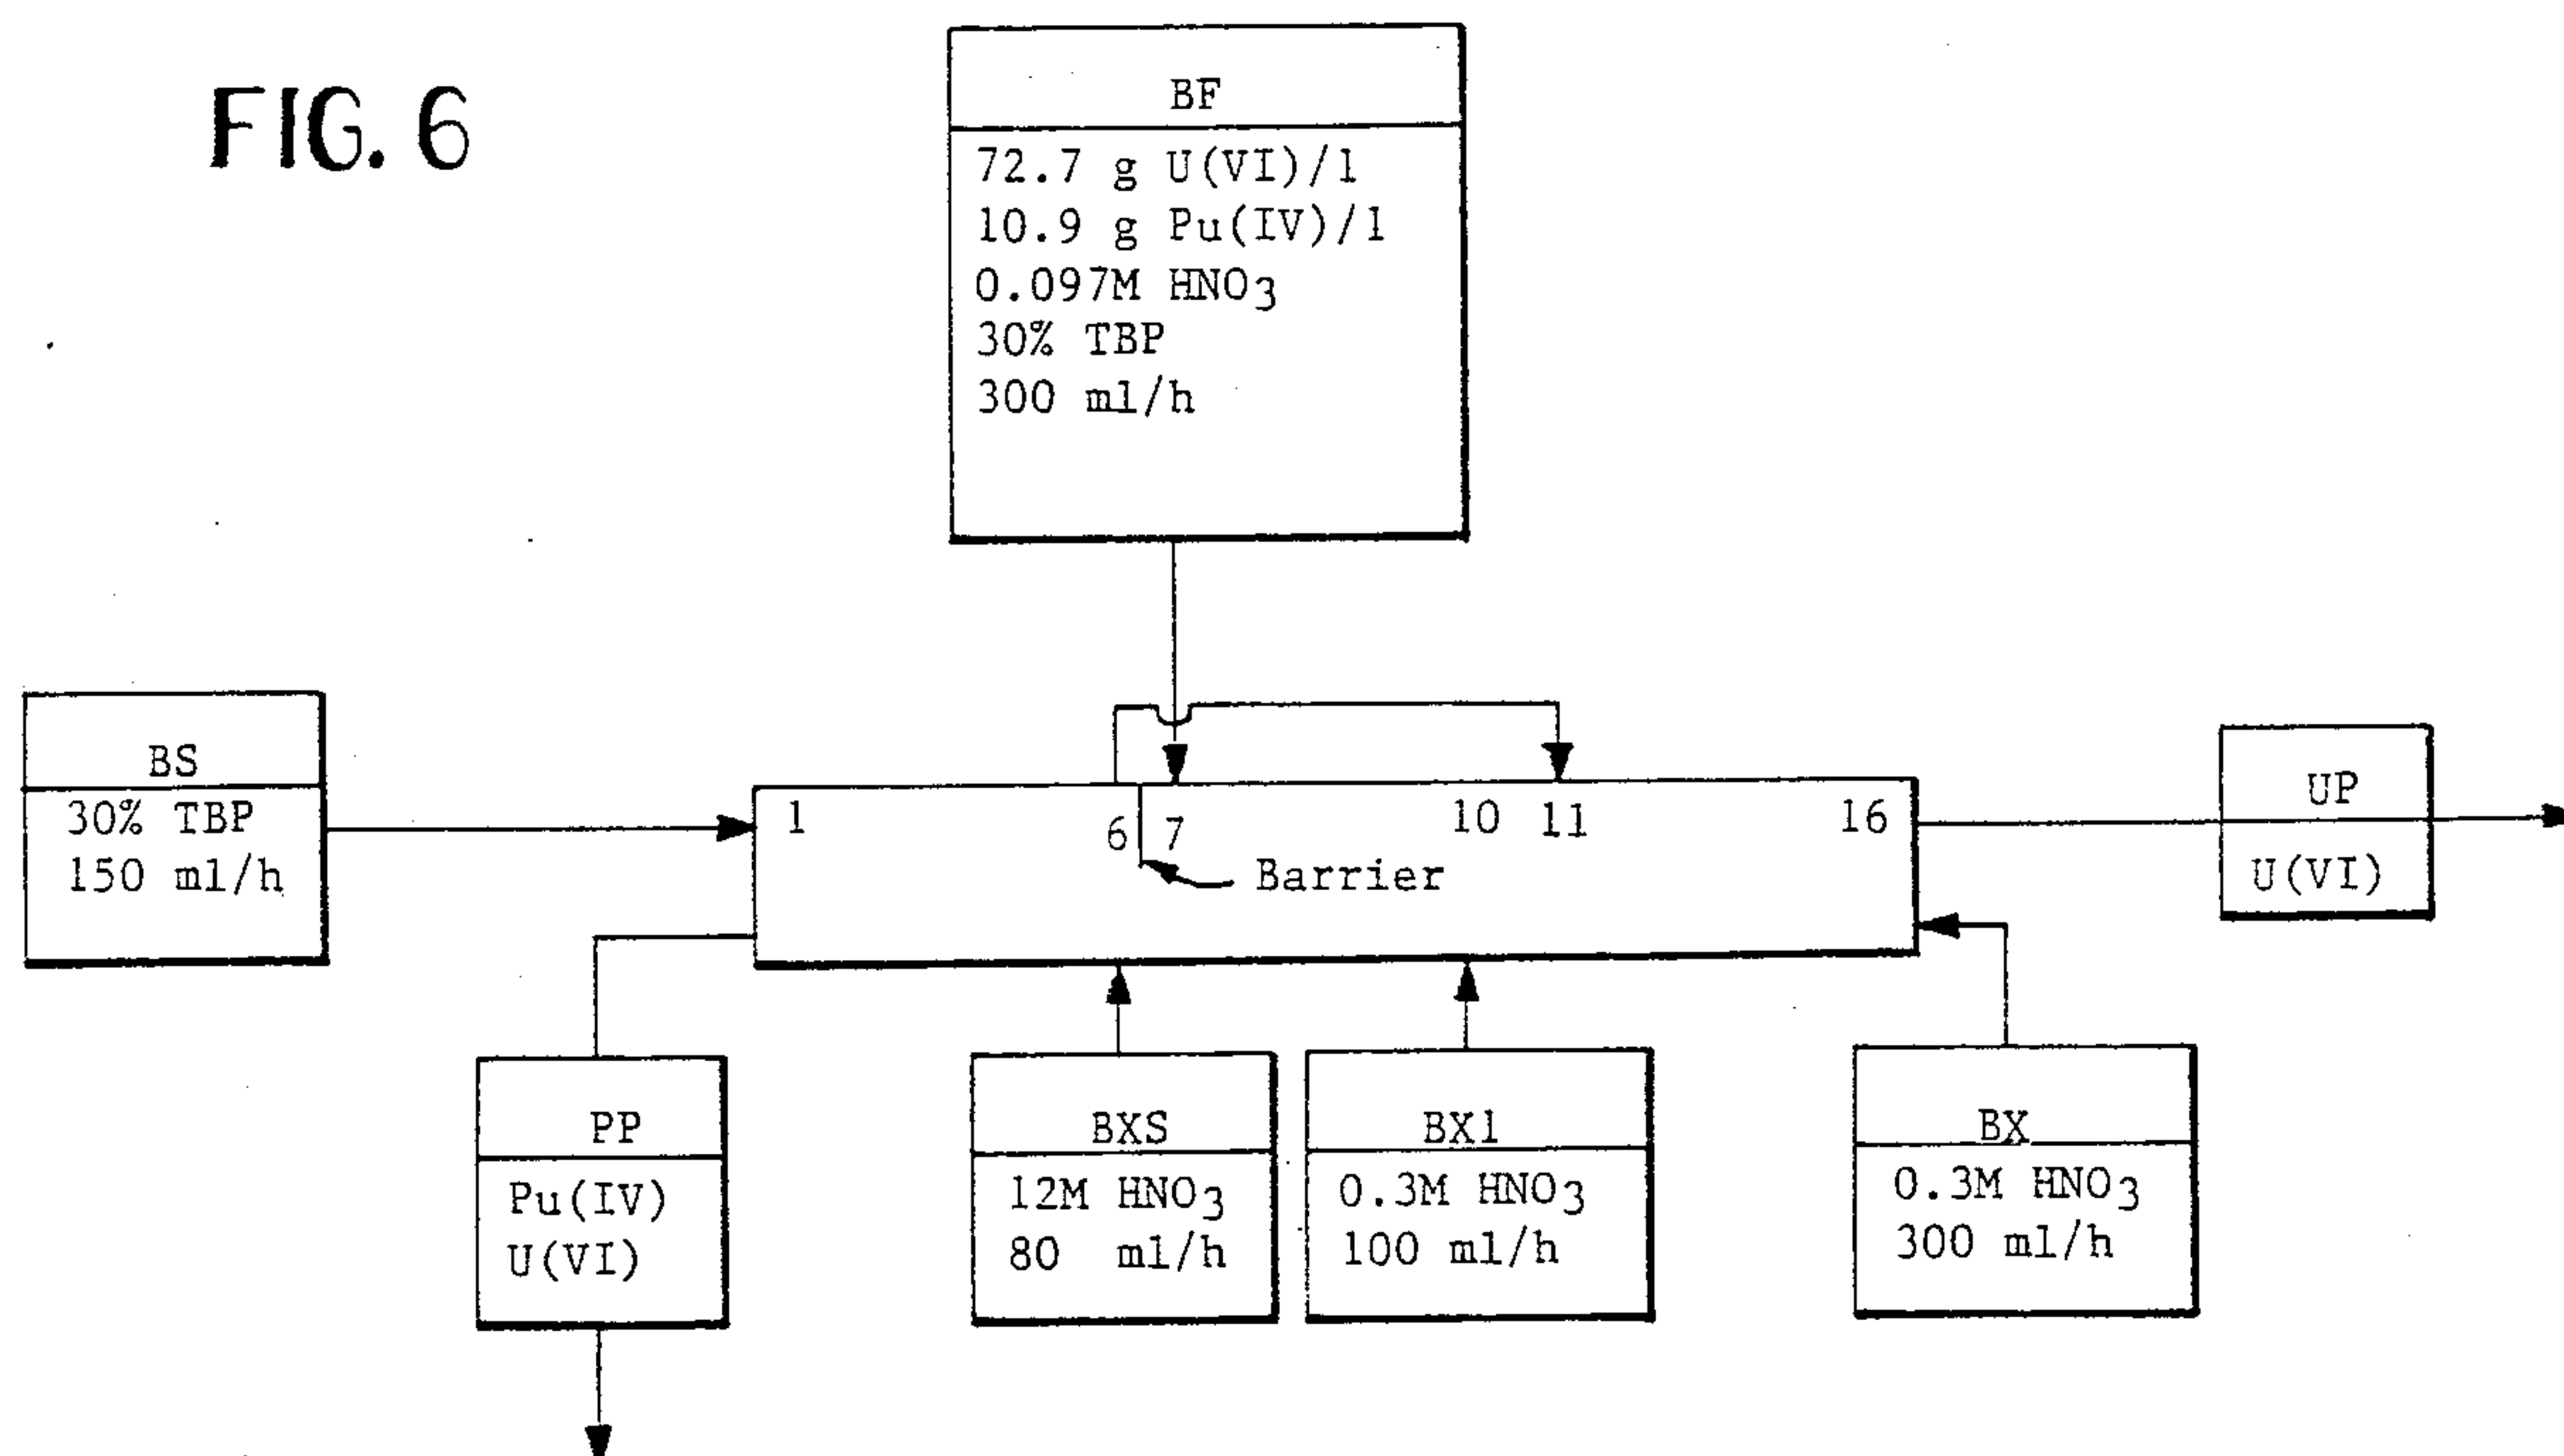 FIG. 6
BF
72.7 g U(VI)/l
10.9 g Pu(IV)/l
0.097M HNO3
30% TBP
300 ml/h
BS
30% TBP
150 ml/h
1
6
7
10
11
16
Barrier
UP
U(VI)
PP
Pu(IV)
U(VI)
BXS
12M HNO3
80 ml/h
BX1
0.3M HNO3
100 ml/h
BX
0.3M HNO3
300 ml/h